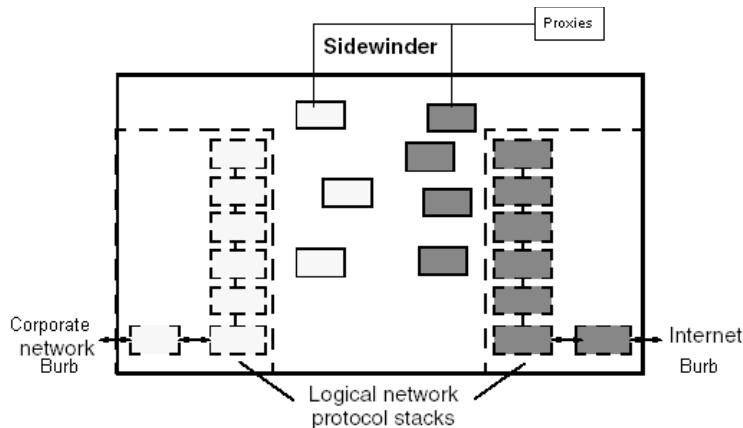 Proxies
Sidewinder
Corporate
network
Burb
Internet
Burb
Logical network
protocol stacks